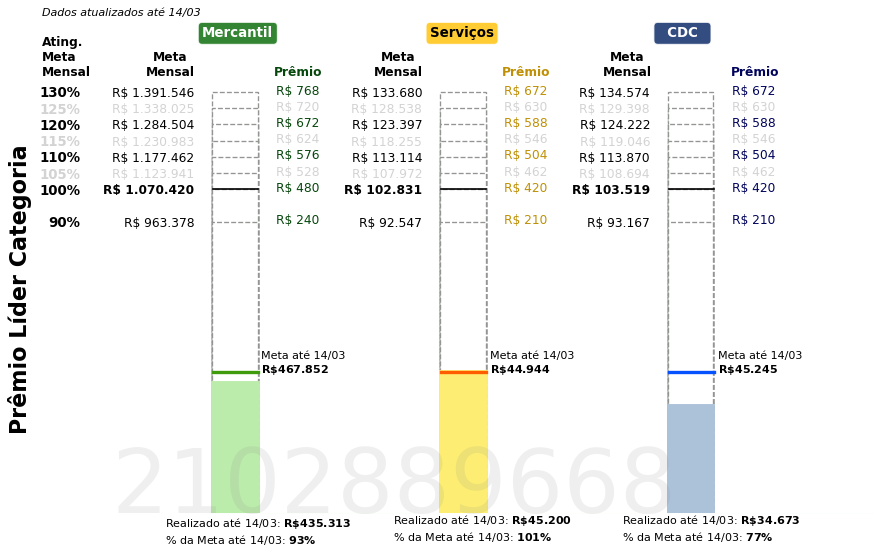 Dados atualizados até 14/03
Mercantil Serviços CDC
Ating. Meta Mensal Meta Mensal Prêmio Meta Mensal Prêmio Meta Mensal Prêmio
130% R$ 1.391.546 R$ 768 R$ 133.680 R$ 672 R$ 134.574 R$ 672
125% R$ 1.338.025 R$ 720 R$ 128.538 R$ 630 R$ 129.398 R$ 630
120% R$ 1.284.504 R$ 672 R$ 123.397 R$ 588 R$ 124.222 R$ 588
115% R$ 1.230.983 R$ 624 R$ 118.255 R$ 546 R$ 119.046 R$ 546
110% R$ 1.177.462 R$ 576 R$ 113.114 R$ 504 R$ 113.870 R$ 504
105% R$ 1.123.941 R$ 528 R$ 107.972 R$ 462 R$ 108.694 R$ 462
100% R$ 1.070.420 R$ 480 R$ 102.831 R$ 420 R$ 103.519 R$ 420
90% R$ 963.378 R$ 240 R$ 92.547 R$ 210 R$ 93.167 R$ 210
Prêmio Líder Categoria
Meta até 14/03 Meta até 14/03 Meta até 14/03
R$467.852 R$44.944 R$45.245
2102889668
Realizado até 14/03: R$435.313 Realizado até 14/03: R$45.200 Realizado até 14/03: R$34.673
% da Meta até 14/03: 93% % da Meta até 14/03: 101% % da Meta até 14/03: 77%